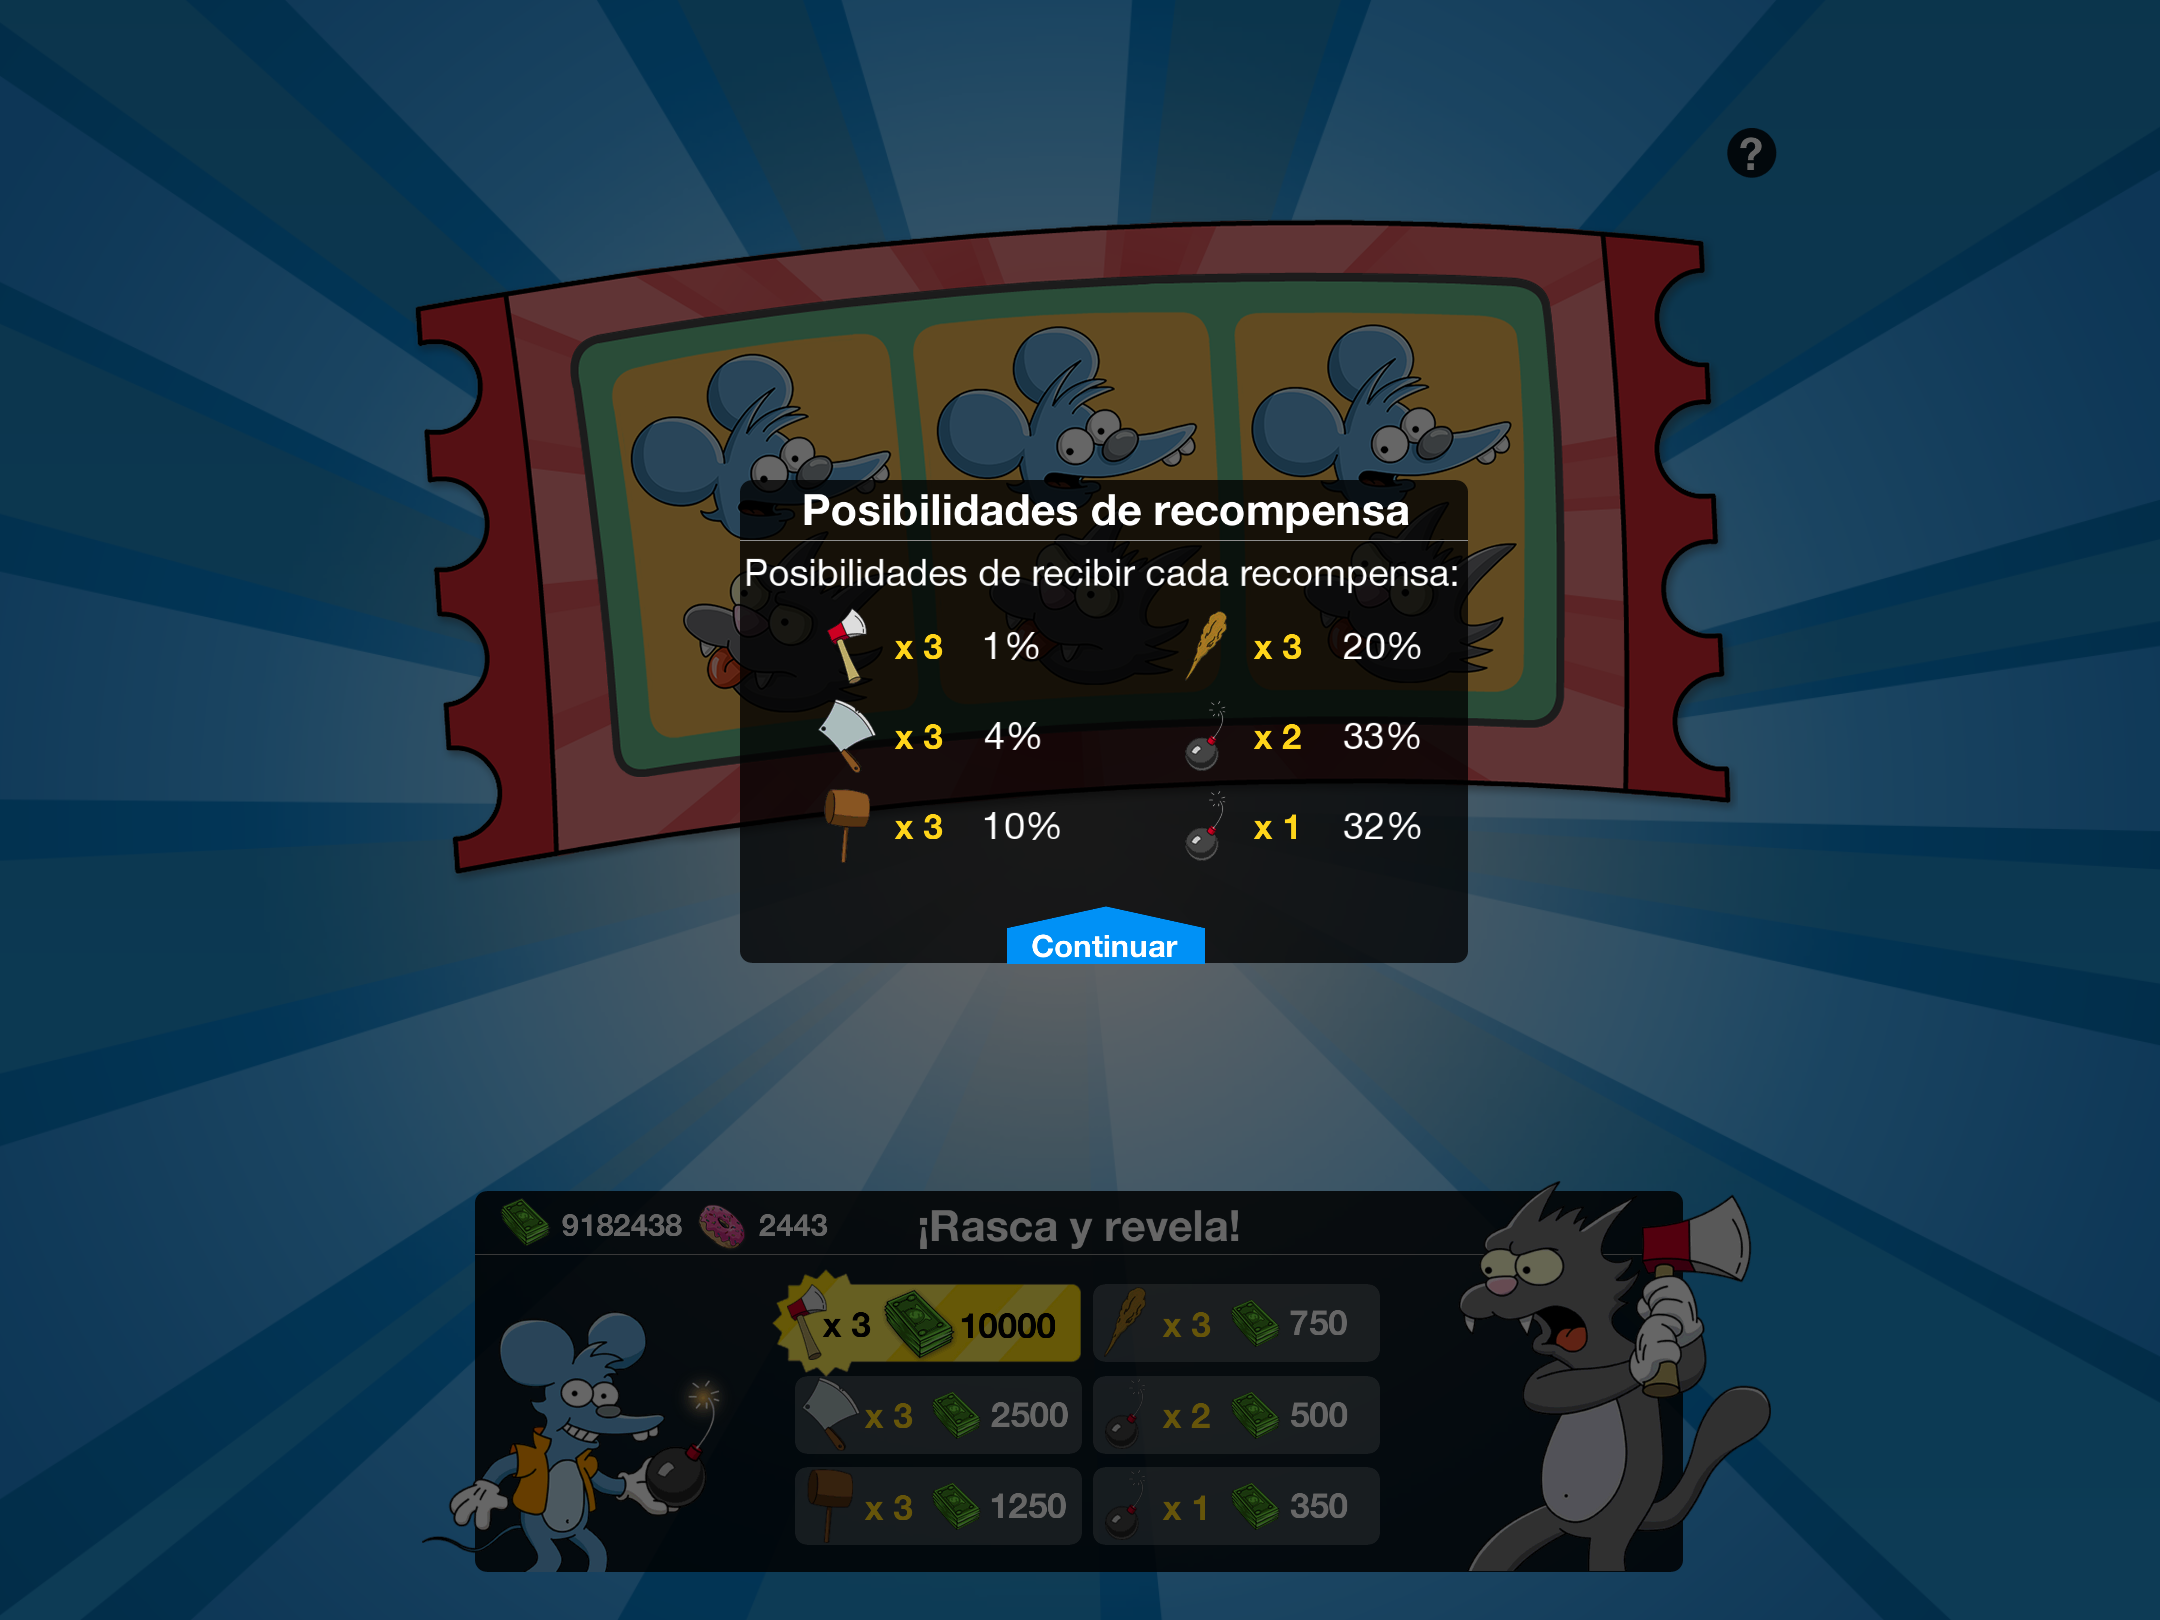 ?
Posibilidades de recompensa
Posibilidades de recibir cada recompensa:
x 3 1% x 3 20%
x 3 4% x 2 33%
x 3 10% x 1 32%
Continuar
9182438 2443 ¡Rasca y revela!
x 3 10000 x 3 750
x 3 2500 x 2 500
x 3 1250 x 1 350